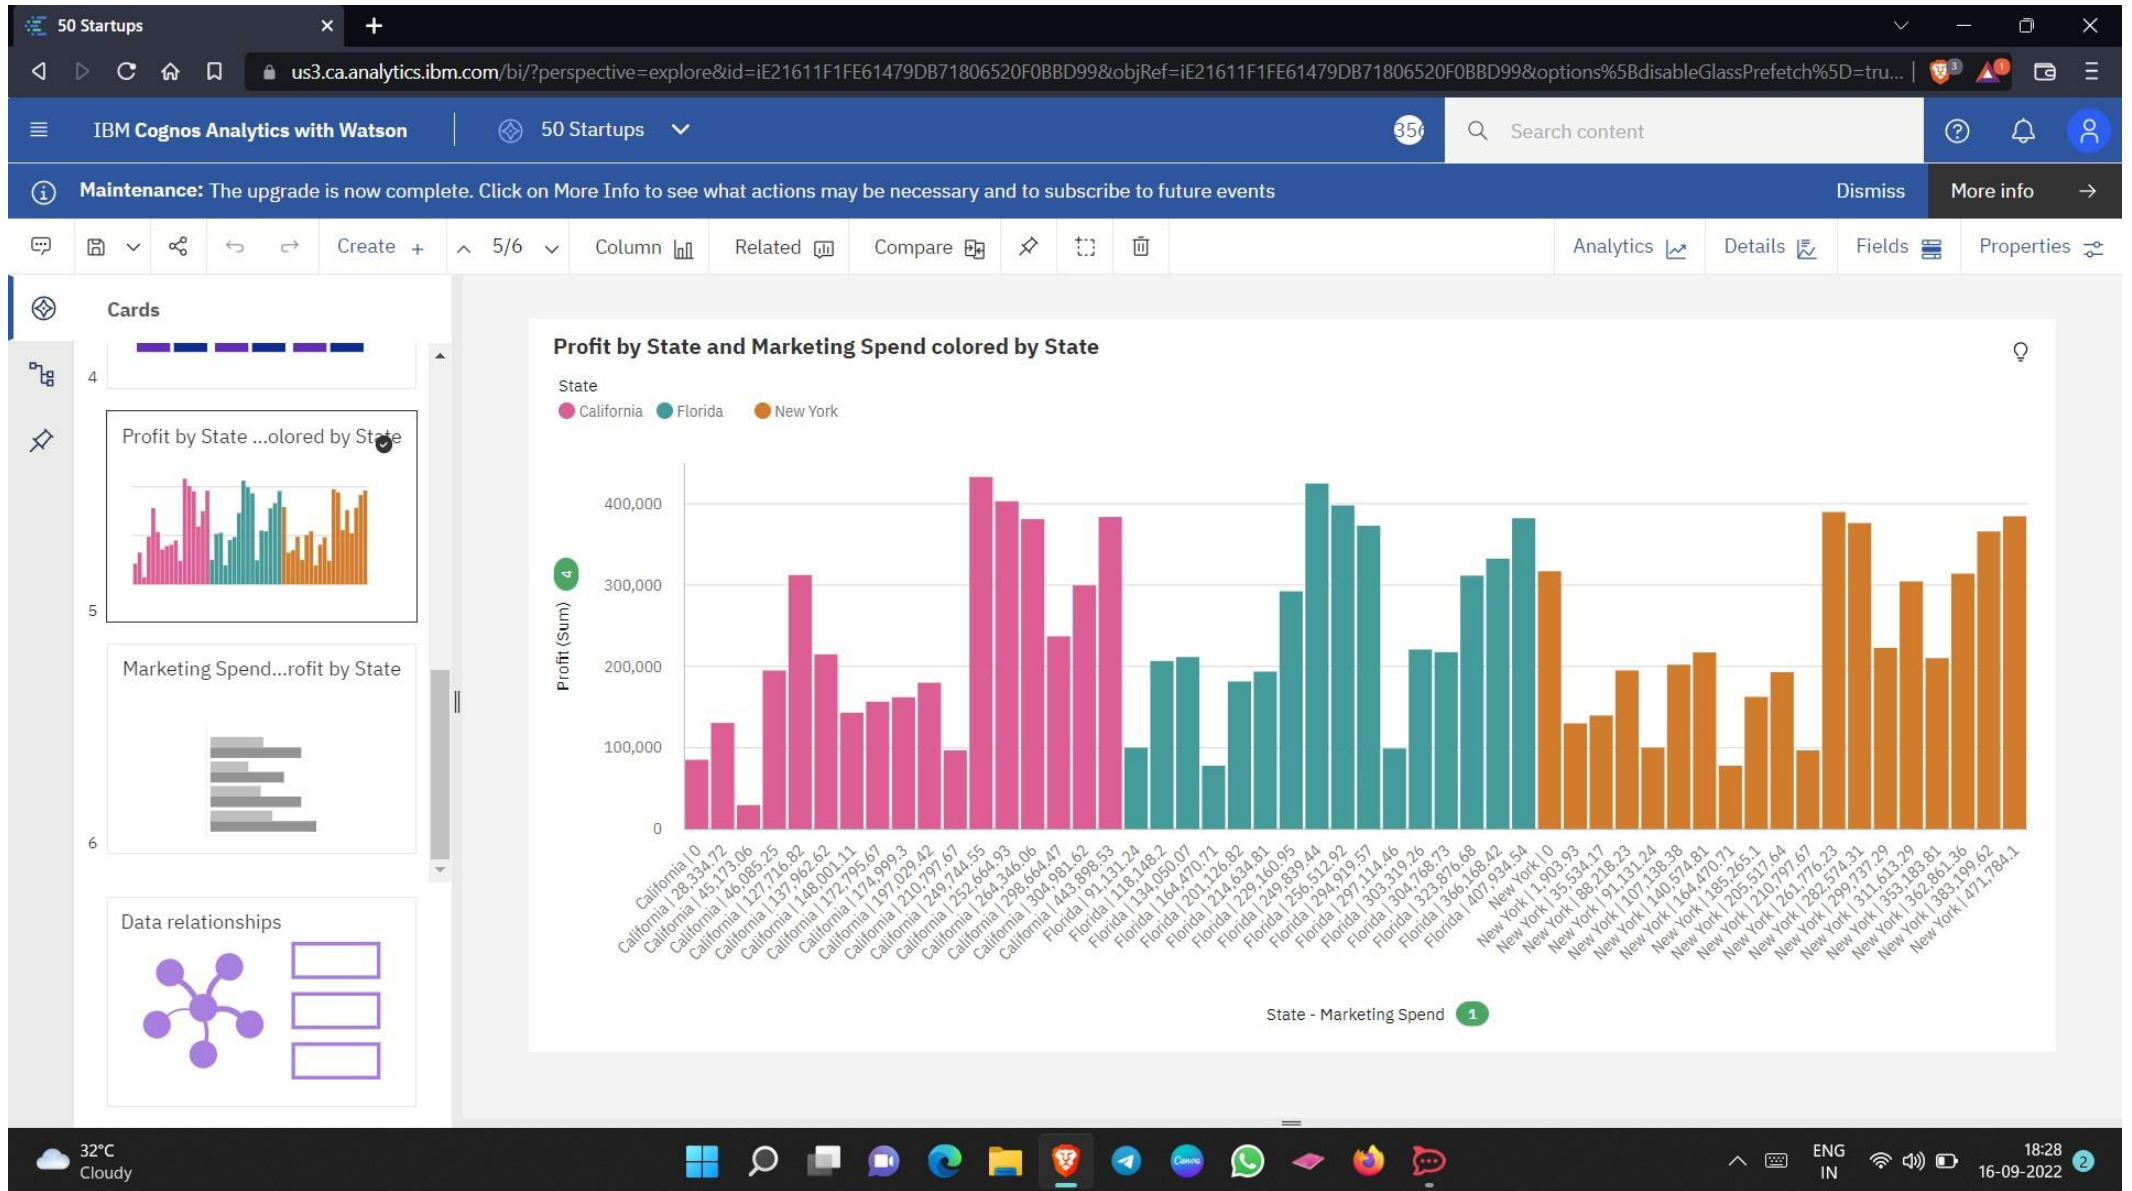 50 Startups
us3.ca.analytics.ibm.com/bi/?perspective=explore&id=iE21611F1FE61479DB71806520F0BBD99&objRef=iE21611F1FE61479DB71806520F0BBD99&options%5BdisableGlassPrefetch%5D=tru...
3
1
IBM Cognos Analytics with Watson
50 Startups
356
Search content
Maintenance: The upgrade is now complete. Click on More Info to see what actions may be necessary and to subscribe to future events
Dismiss
More info
Create
5/6
Column
Related
Compare
Analytics
Details
Fields
Properties
Cards
4
Profit by State ...olored by State
5
Marketing Spend...rofit by State
6
Data relationships
Profit by State and Marketing Spend colored by State
State
California
Florida
New York
Profit (Sum)
4
400,000
300,000
200,000
100,000
0
California | 0
California | 28,334.72
California | 45,173.06
California | 46,085.25
California | 127,716.82
California | 137,962.62
California | 148,001.11
California | 172,795.67
California | 174,999.3
California | 197,029.42
California | 210,797.67
California | 249,744.55
California | 252,664.93
California | 264,346.06
California | 298,664.47
California | 304,981.62
California | 443,898.53
Florida | 91,131.24
Florida | 118,148.2
Florida | 134,050.07
Florida | 164,470.71
Florida | 201,126.82
Florida | 214,634.81
Florida | 229,160.95
Florida | 249,839.44
Florida | 256,512.92
Florida | 294,919.57
Florida | 297,114.46
Florida | 303,319.26
Florida | 304,768.73
Florida | 323,876.68
Florida | 366,168.42
Florida | 407,934.54
New York | 0
New York | 1,903.93
New York | 35,534.17
New York | 88,218.23
New York | 91,131.24
New York | 107,138.38
New York | 140,574.81
New York | 164,470.71
New York | 185,265.1
New York | 205,517.64
New York | 210,797.67
New York | 261,776.23
New York | 282,574.31
New York | 299,737.29
New York | 311,613.29
New York | 353,183.81
New York | 362,861.36
New York | 383,199.62
New York | 471,784.1
State - Marketing Spend
1
32°C
Cloudy
Canva
ENG
IN
18:28
16-09-2022
2